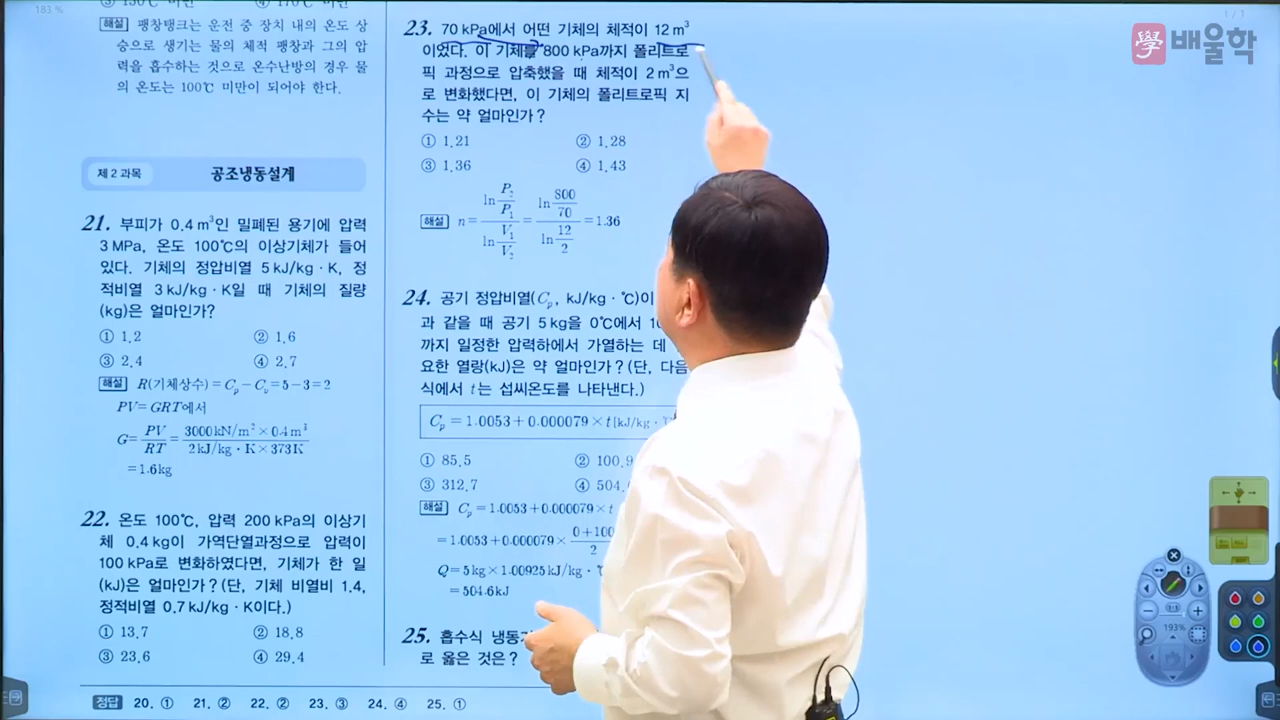 183 %
해설 팽창탱크는 운전 중 장치 내의 온도 상
승으로 생기는 물의 체적 팽창과 그의 압
력을 흡수하는 것으로 온수난방의 경우 물
의 온도는 100℃ 미만이 되어야 한다.
제2과목 공조냉동설계
21. 부피가 0.4 m³인 밀폐된 용기에 압력
3 MPa, 온도 100℃의 이상기체가 들어
있다. 기체의 정압비열 5 kJ/kg·K, 정
적비열 3 kJ/kg·K일 때 기체의 질량
(kg)은 얼마인가?
① 1.2 ② 1.6
③ 2.4 ④ 2.7
해설 R(기체상수) = Cp − Cv = 5 − 3 = 2
PV = GRT에서
G = PV/RT = 3000kN/m² × 0.4m³ / 2kJ/kg·K × 373K
= 1.6kg
22. 온도 100℃, 압력 200 kPa의 이상기
체 0.4 kg이 가역단열과정으로 압력이
100 kPa로 변화하였다면, 기체가 한 일
(kJ)은 얼마인가? (단, 기체 비열비 1.4,
정적비열 0.7 kJ/kg·K이다.)
① 13.7 ② 18.8
③ 23.6 ④ 29.4
23. 70 kPa에서 어떤 기체의 체적이 12 m³
이었다. 이 기체를 800 kPa까지 폴리트로
픽 과정으로 압축했을 때 체적이 2 m³으
로 변화했다면, 이 기체의 폴리트로픽 지
수는 약 얼마인가?
① 1.21 ② 1.28
③ 1.36 ④ 1.43
해설 n = ln P₂/P₁ / ln V₁/V₂ = ln 800/70 / ln 12/2 = 1.36
24. 공기 정압비열(Cp, kJ/kg·℃)이
과 같을 때 공기 5 kg을 0℃에서
까지 일정한 압력하에서 가열하는 데
요한 열량(kJ)은 약 얼마인가? (단, 다음
식에서 t는 섭씨온도를 나타낸다.)
Cp = 1.0053 + 0.000079 × t [kJ/kg·℃
① 85.5 ② 100.9
③ 312.7 ④ 504.
해설 Cp = 1.0053 + 0.000079 × t
= 1.0053 + 0.000079 × 0+100/2
Q = 5kg × 1.00925kJ/kg·℃
= 504.6kJ
25. 흡수식 냉동기
로 옳은 것은?
정답 20. ① 21. ② 22. ② 23. ③ 24. ④ 25. ①
學 배울학
193%